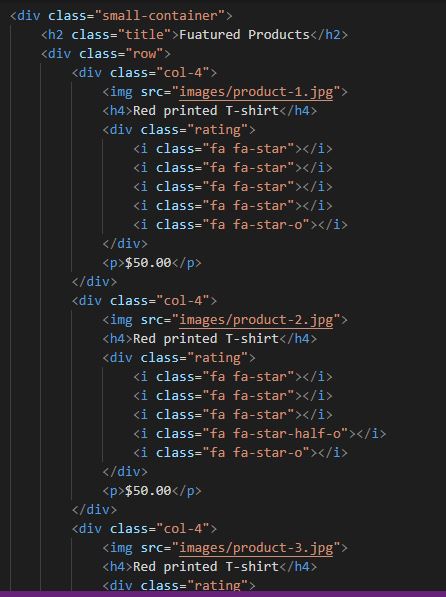 <div class="small-container">
<h2 class="title">Fuatured Products</h2>
<div class="row">
<div class="col-4">
<img src="images/product-1.jpg">
<h4>Red printed T-shirt</h4>
<div class="rating">
<i class="fa fa-star"></i>
<i class="fa fa-star"></i>
<i class="fa fa-star"></i>
<i class="fa fa-star"></i>
<i class="fa fa-star-o"></i>
</div>
<p>$50.00</p>
</div>
<div class="col-4">
<img src="images/product-2.jpg">
<h4>Red printed T-shirt</h4>
<div class="rating">
<i class="fa fa-star"></i>
<i class="fa fa-star"></i>
<i class="fa fa-star"></i>
<i class="fa fa-star-half-o"></i>
<i class="fa fa-star-o"></i>
</div>
<p>$50.00</p>
</div>
<div class="col-4">
<img src="images/product-3.jpg">
<h4>Red printed T-shirt</h4>
<div class="rating">